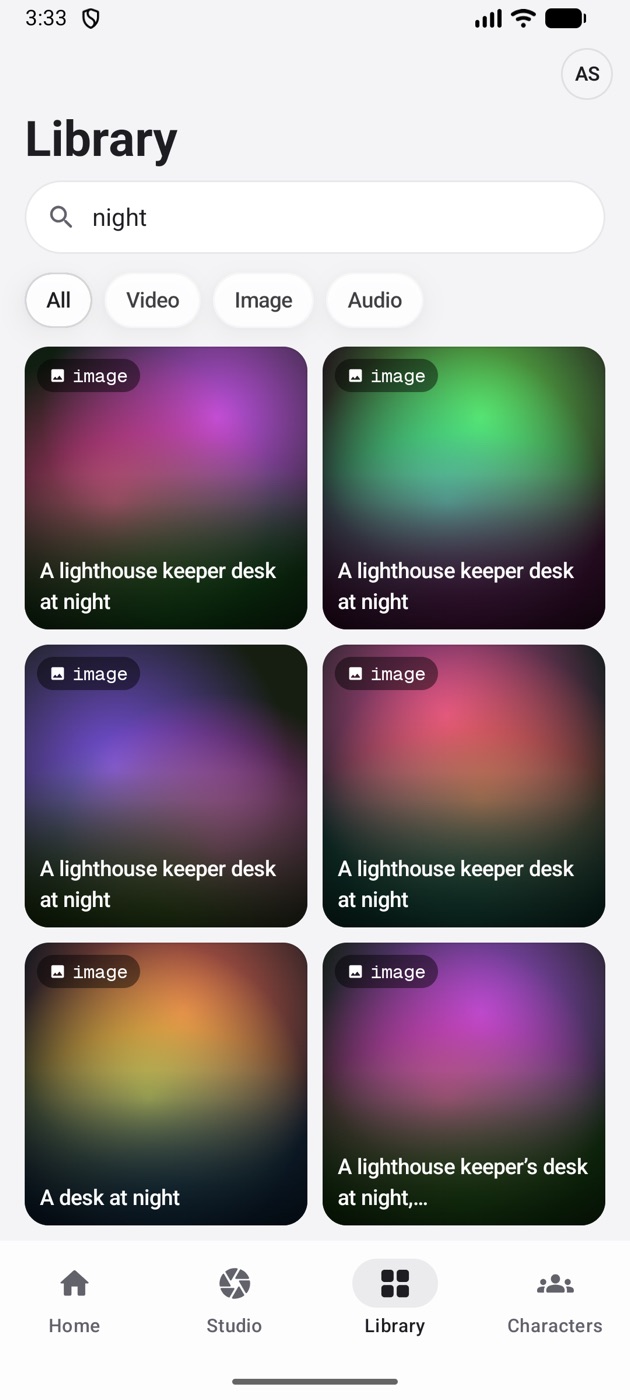 3:33
AS
Library
night
All Video Image Audio
image image
A lighthouse keeper desk
at night
A lighthouse keeper desk
at night
image image
A lighthouse keeper desk
at night
A lighthouse keeper desk
at night
image image
A desk at night
A lighthouse keeper’s desk
at night,...
Home Studio Library Characters